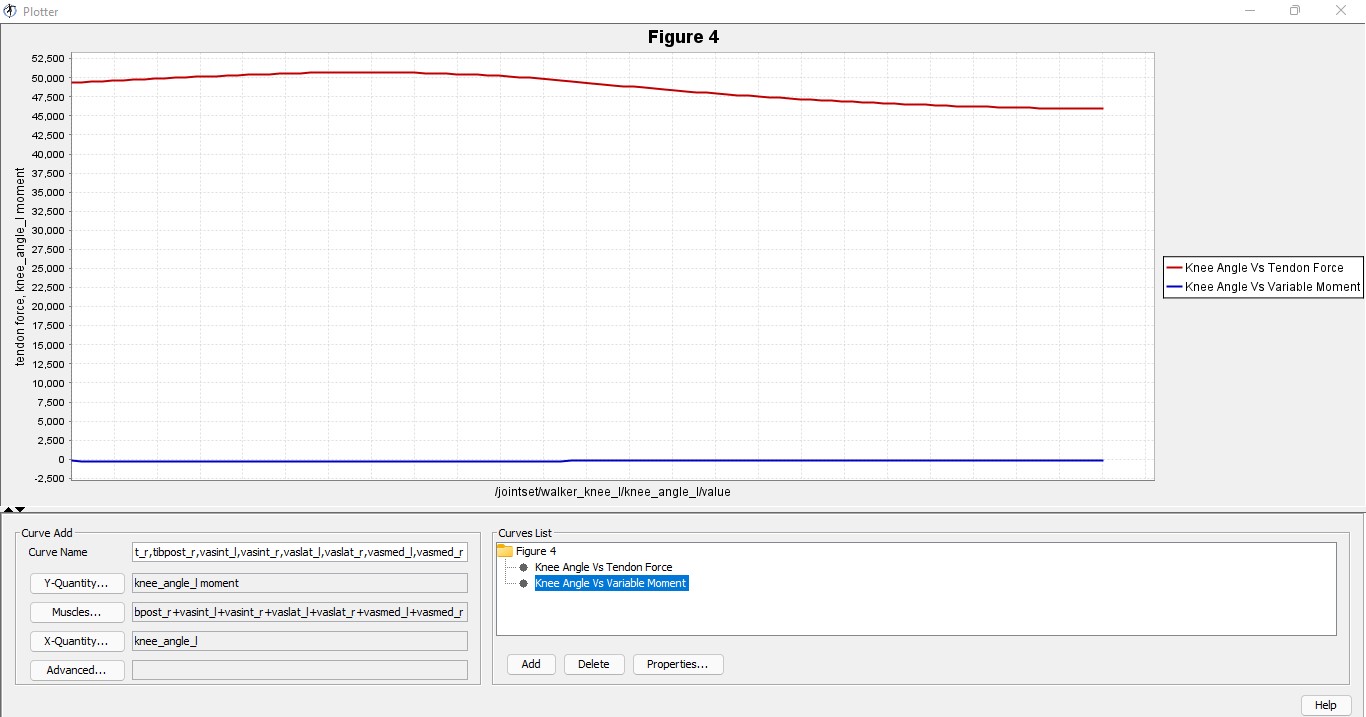 Plotter
Figure 4
52,500
50,000
47,500
45,000
42,500
40,000
37,500
35,000
32,500
30,000
27,500
25,000
22,500
20,000
17,500
15,000
12,500
10,000
7,500
5,000
2,500
0
-2,500
tendon force, knee_angle_l moment
/jointset/walker_knee_l/knee_angle_l/value
Knee Angle Vs Tendon Force
Knee Angle Vs Variable Moment
Curve Add
Curve Name t_r,tibpost_r,vasint_l,vasint_r,vaslat_l,vaslat_r,vasmed_l,vasmed_r
Y-Quantity... knee_angle_l moment
Muscles... bpost_r+vasint_l+vasint_r+vaslat_l+vaslat_r+vasmed_l+vasmed_r
X-Quantity... knee_angle_l
Advanced...
Curves List
Figure 4
Knee Angle Vs Tendon Force
Knee Angle Vs Variable Moment
Add Delete Properties...
Help